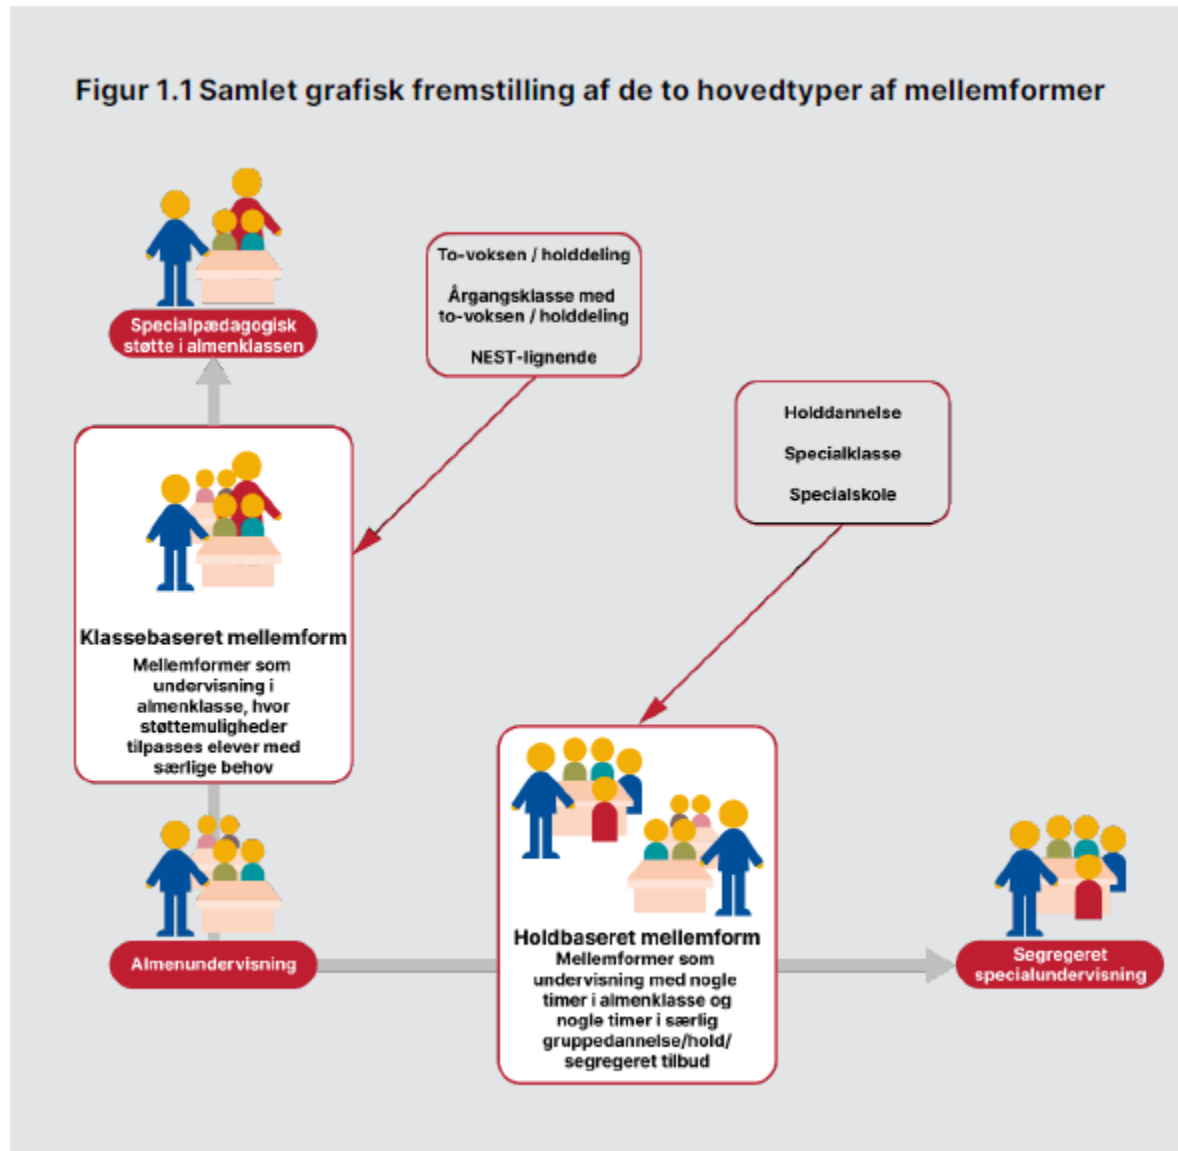 Figur 1.1 Samlet grafisk fremstilling af de to hovedtyper af mellemformer
Specialpædagogisk
støtte i almenklassen
To-voksen / holddeling
Årgangsklasse med
to-voksen / holddeling
NEST-lignende
Holddannelse
Specialklasse
Specialskole
Klassebaseret mellemform
Mellemformer som
undervisning i
almenklasse, hvor
støttemuligheder
tilpasses elever med
særlige behov
Almenundervisning
Holdbaseret mellemform
Mellemformer som
undervisning med nogle
timer i almenklasse og
nogle timer i særlig
gruppedannelse/hold/
segregeret tilbud
Segregeret
specialundervisning